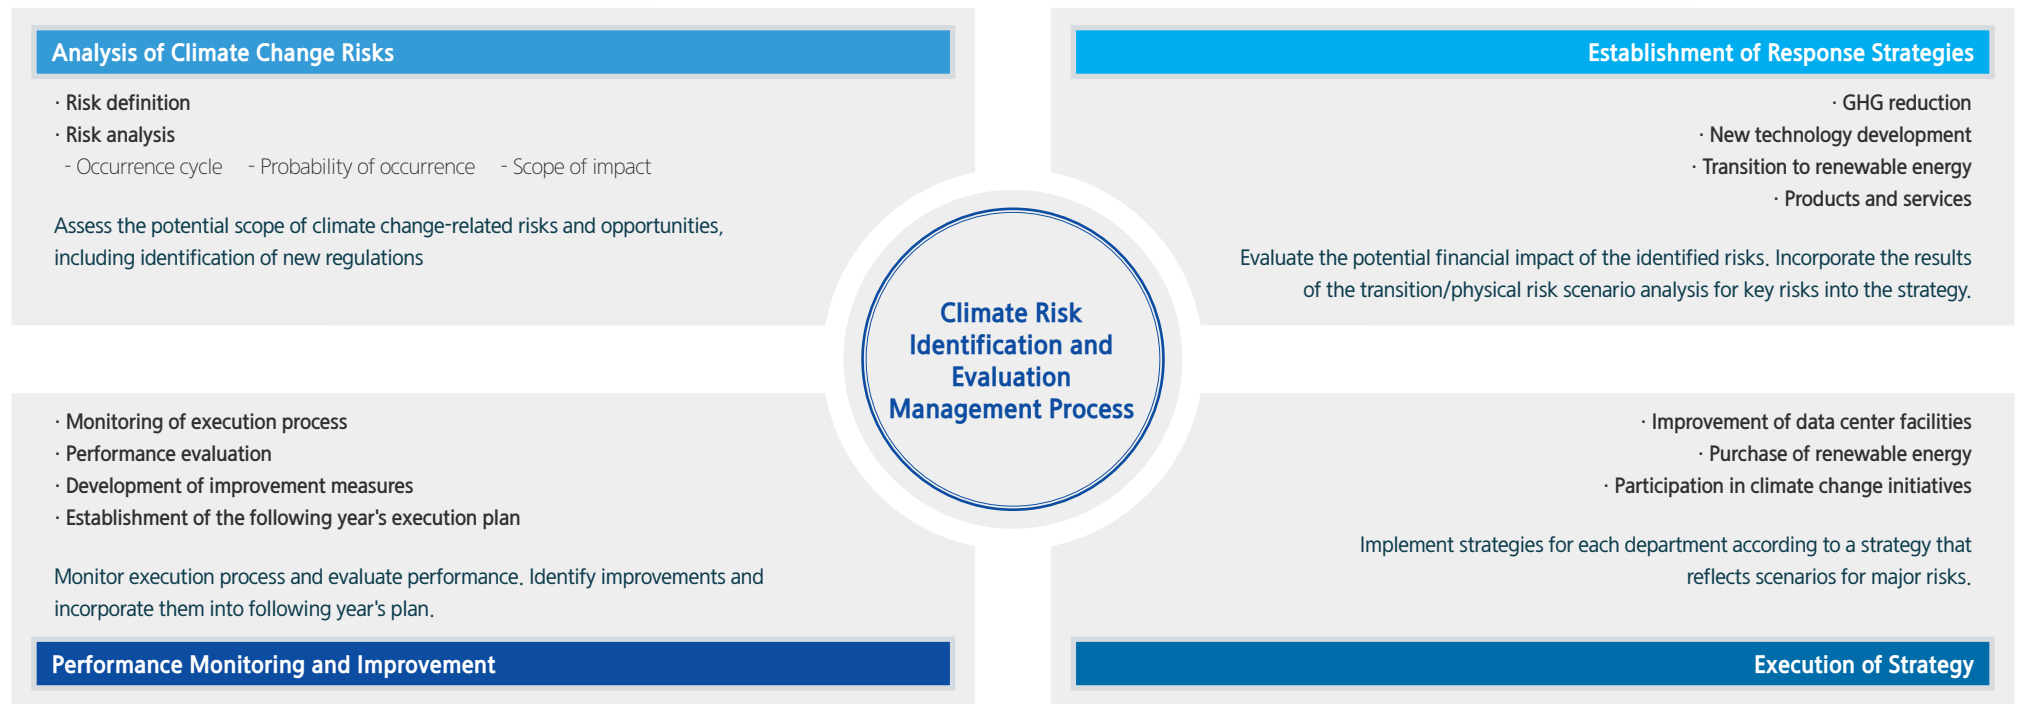 Analysis of Climate Change Risks
· Risk definition
· Risk analysis
- Occurrence cycle - Probability of occurrence - Scope of impact
Assess the potential scope of climate change-related risks and opportunities,
including identification of new regulations
Establishment of Response Strategies
· GHG reduction
· New technology development
· Transition to renewable energy
· Products and services
Evaluate the potential financial impact of the identified risks. Incorporate the results
of the transition/physical risk scenario analysis for key risks into the strategy.
Climate Risk
Identification and
Evaluation
Management Process
· Monitoring of execution process
· Performance evaluation
· Development of improvement measures
· Establishment of the following year's execution plan
Monitor execution process and evaluate performance. Identify improvements and
incorporate them into following year's plan.
Performance Monitoring and Improvement
· Improvement of data center facilities
· Purchase of renewable energy
· Participation in climate change initiatives
Implement strategies for each department according to a strategy that
reflects scenarios for major risks.
Execution of Strategy